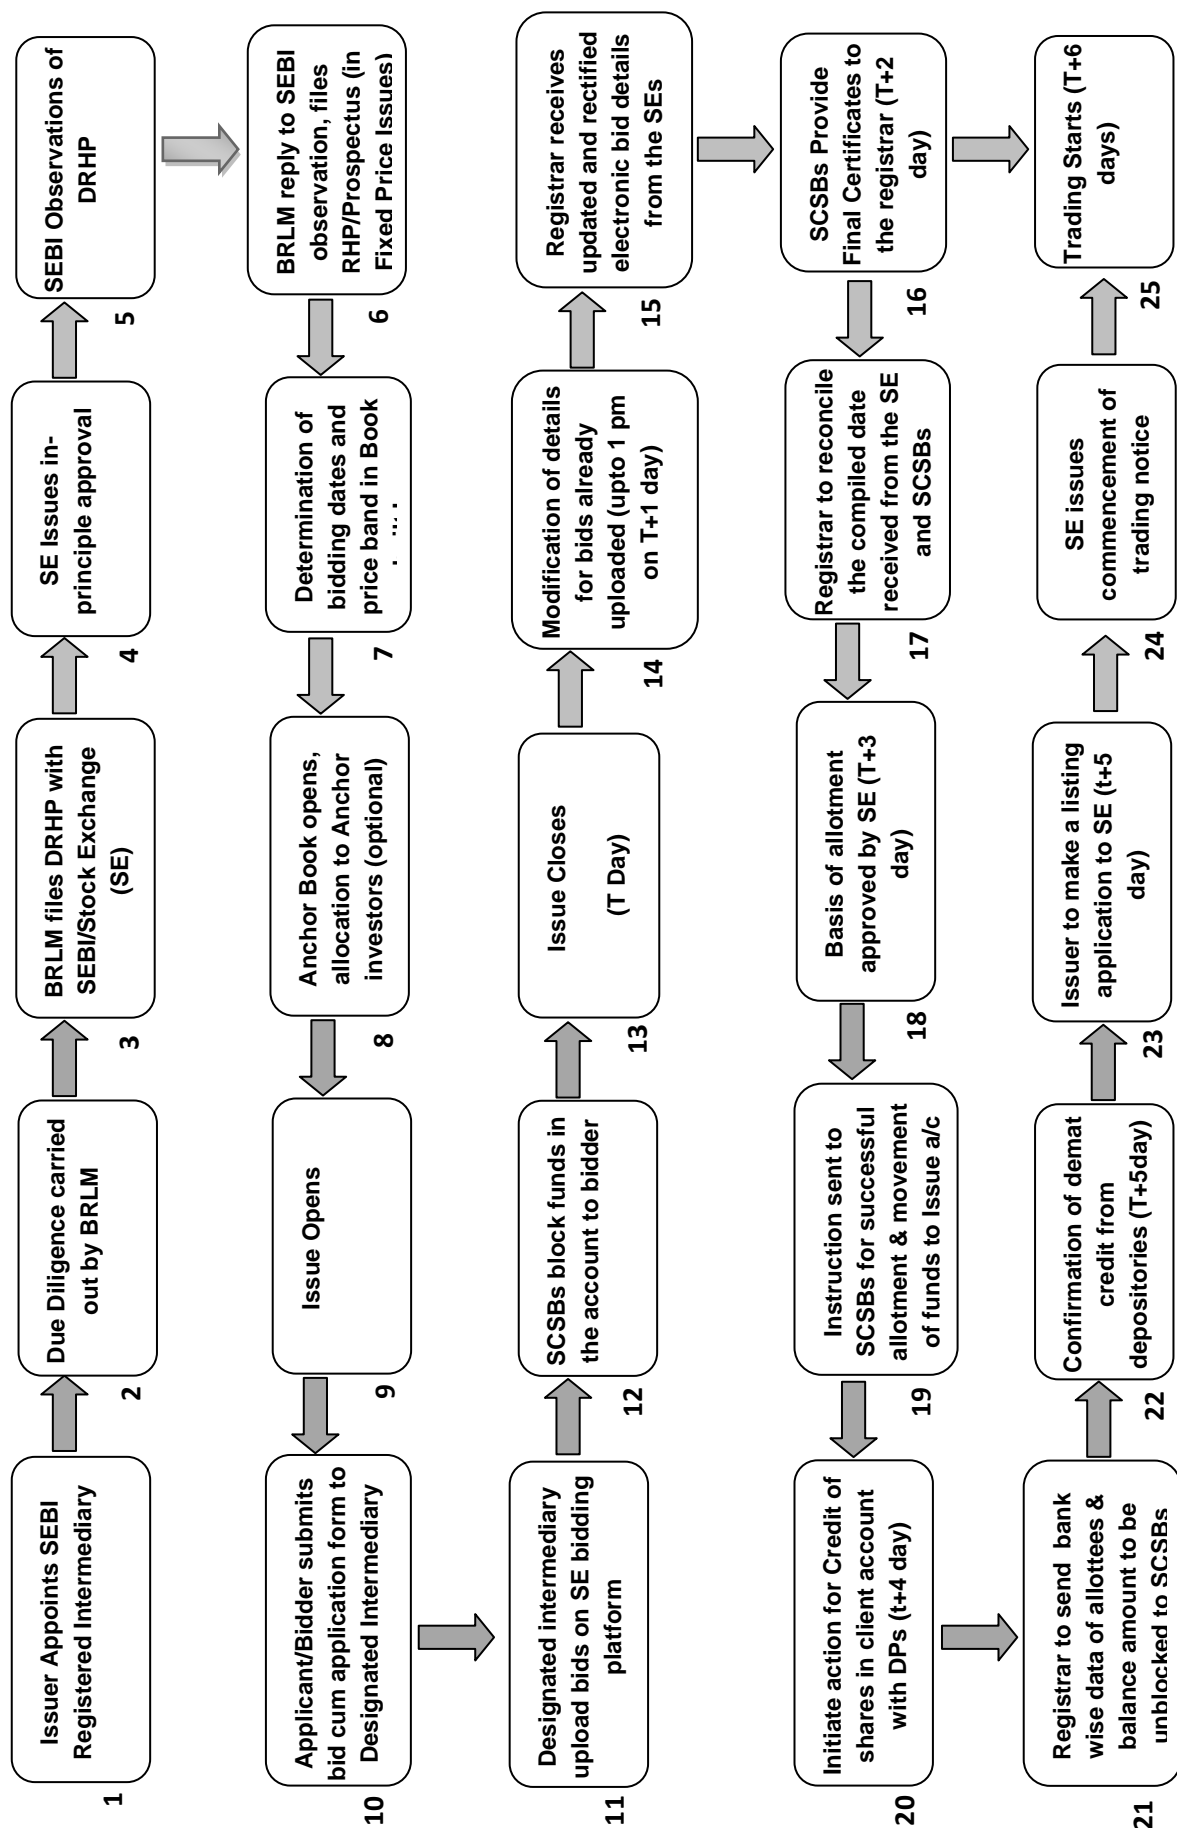 Issuer Appoints SEBI
Registered Intermediary
1
Due Diligence carried
out by BRLM
2
BRLM files DRHP with
SEBI/Stock Exchange
(SE)
3
SE Issues in-
principle approval
4
SEBI Observations of
DRHP
5
BRLM reply to SEBI
observation, files
RHP/Prospectus (in
Fixed Price Issues)
6
Determination of
bidding dates and
price band in Book
7
Anchor Book opens,
allocation to Anchor
investors (optional)
8
Issue Opens
9
Applicant/Bidder submits
bid cum application form to
Designated Intermediary
10
Designated intermediary
upload bids on SE bidding
platform
11
SCSBs block funds in
the account to bidder
12
Issue Closes
(T Day)
13
Modification of details
for bids already
uploaded (upto 1 pm
on T+1 day)
14
Registrar receives
updated and rectified
electronic bid details
from the SEs
15
SCSBs Provide
Final Certificates to
the registrar (T+2
day)
16
Registrar to reconcile
the compiled date
received from the SE
and SCSBs
17
Basis of allotment
approved by SE (T+3
day)
18
Instruction sent to
SCSBs for successful
allotment & movement
of funds to Issue a/c
19
Initiate action for Credit of
shares in client account
with DPs (t+4 day)
20
Registrar to send bank
wise data of allottees &
balance amount to be
unblocked to SCSBs
21
Confirmation of demat
credit from
depositories (T+5day)
22
Issuer to make a listing
application to SE (t+5
day)
23
SE issues
commencement of
trading notice
24
Trading Starts (T+6
days)
25